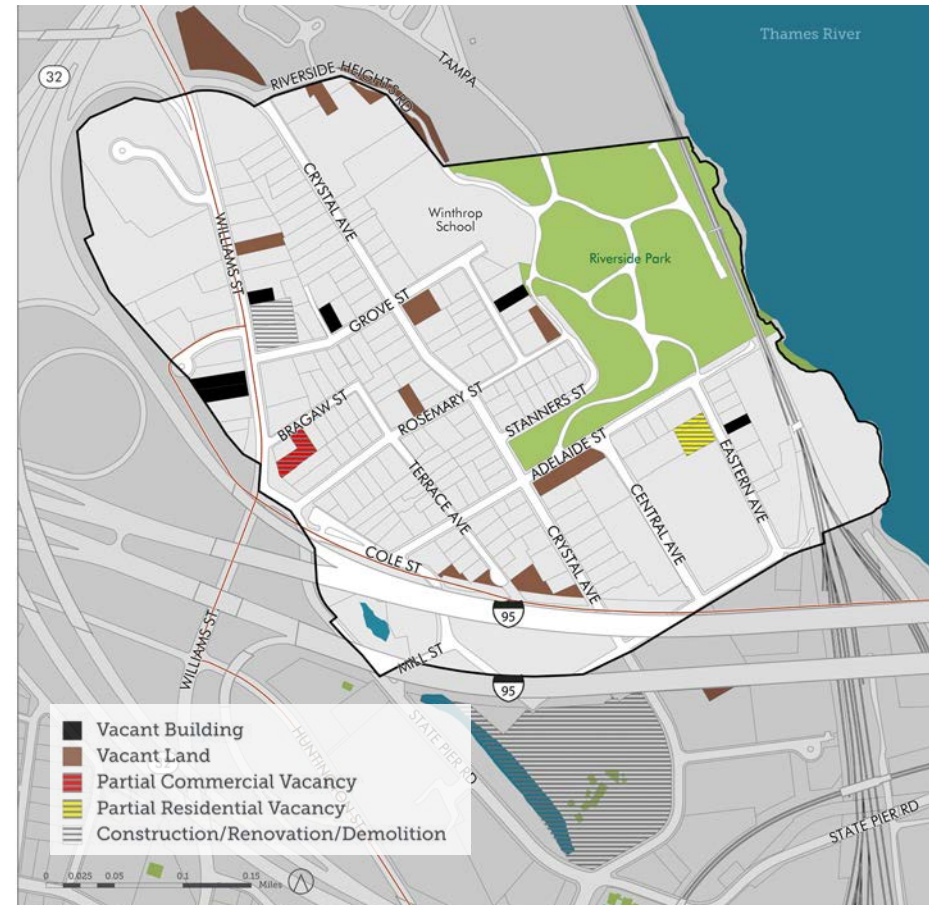 Thames River
TAMPA
32
RIVERSIDE HEIGHTS RD
CRYSTAL AVE
Winthrop
School
WILLIAMS ST
Riverside Park
GROVE ST
BRAGAW ST
ROSEMARY ST
STANNERS ST
ADELAIDE ST
EASTERN AVE
TERRACE AVE
CENTRAL AVE
CRYSTAL AVE
COLE ST
95
WILLIAMS ST
MILL ST
95
Vacant Building
Vacant Land
Partial Commercial Vacancy
Partial Residential Vacancy
Construction/Renovation/Demolition
HUNTINGTON ST
STATE PIER RD
STATE PIER RD
0 0.025 0.05 0.1 0.15
Miles